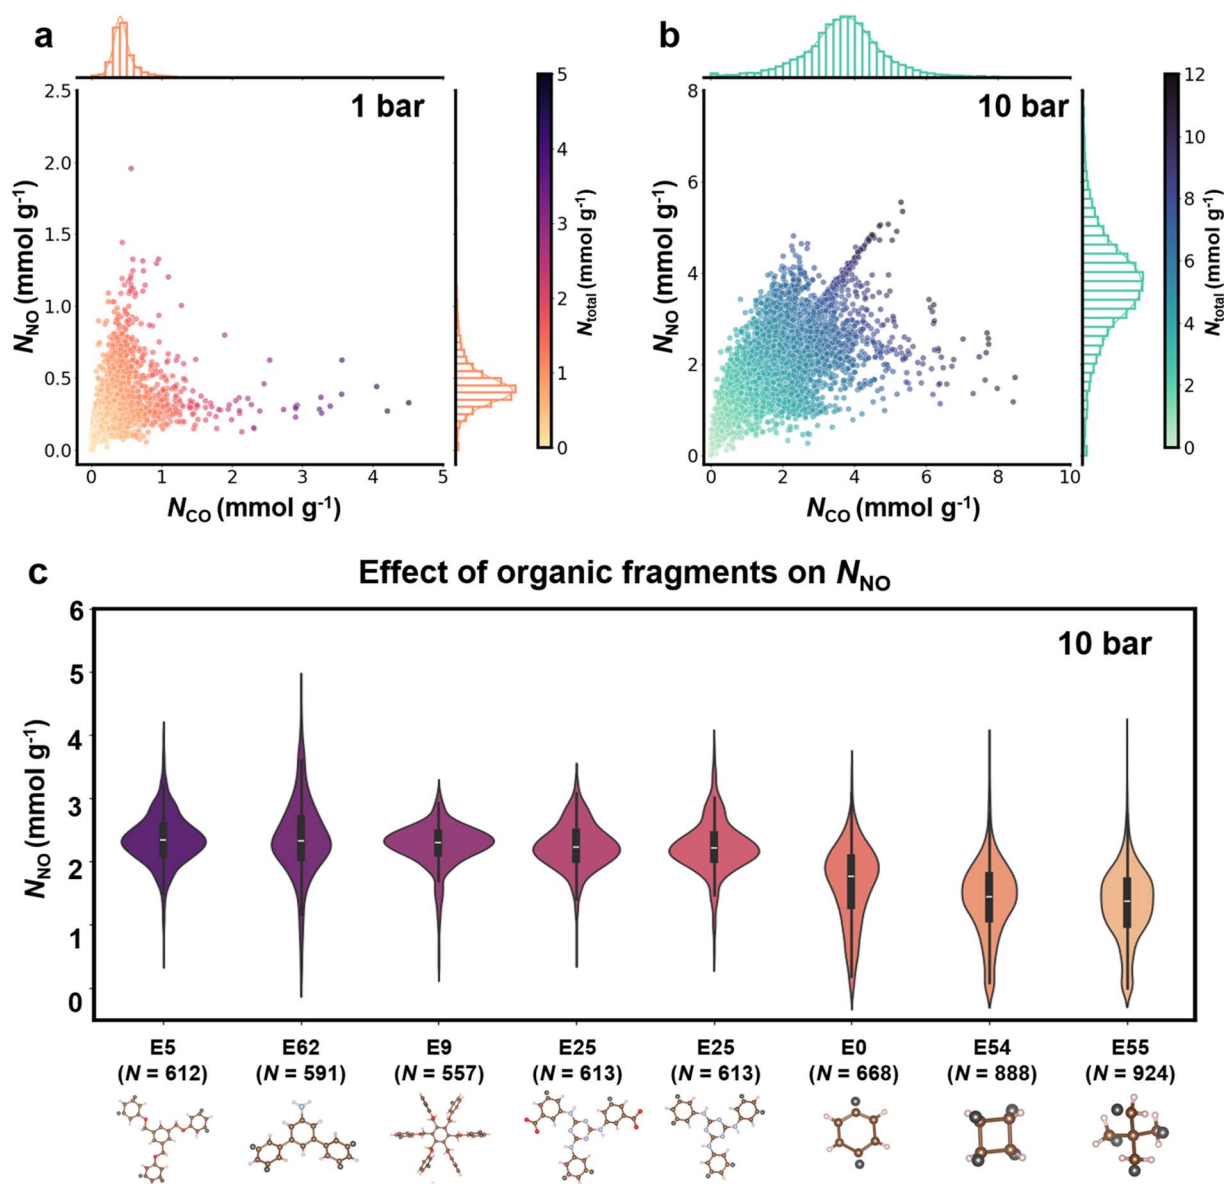 a
1 bar
2.5
2.0
1.5
1.0
0.5
0.0
N_NO (mmol g⁻¹)
0 1 2 3 4 5
N_CO (mmol g⁻¹)
5
4
3
2
1
0
N_total (mmol g⁻¹)
b
10 bar
8
6
4
2
0
N_NO (mmol g⁻¹)
0 2 4 6 8 10
N_CO (mmol g⁻¹)
12
10
8
6
4
2
0
N_total (mmol g⁻¹)
c
Effect of organic fragments on N_NO
10 bar
6
5
4
3
2
1
0
N_NO (mmol g⁻¹)
E5 E62 E9 E25 E25 E0 E54 E55
(N = 612) (N = 591) (N = 557) (N = 613) (N = 613) (N = 668) (N = 888) (N = 924)